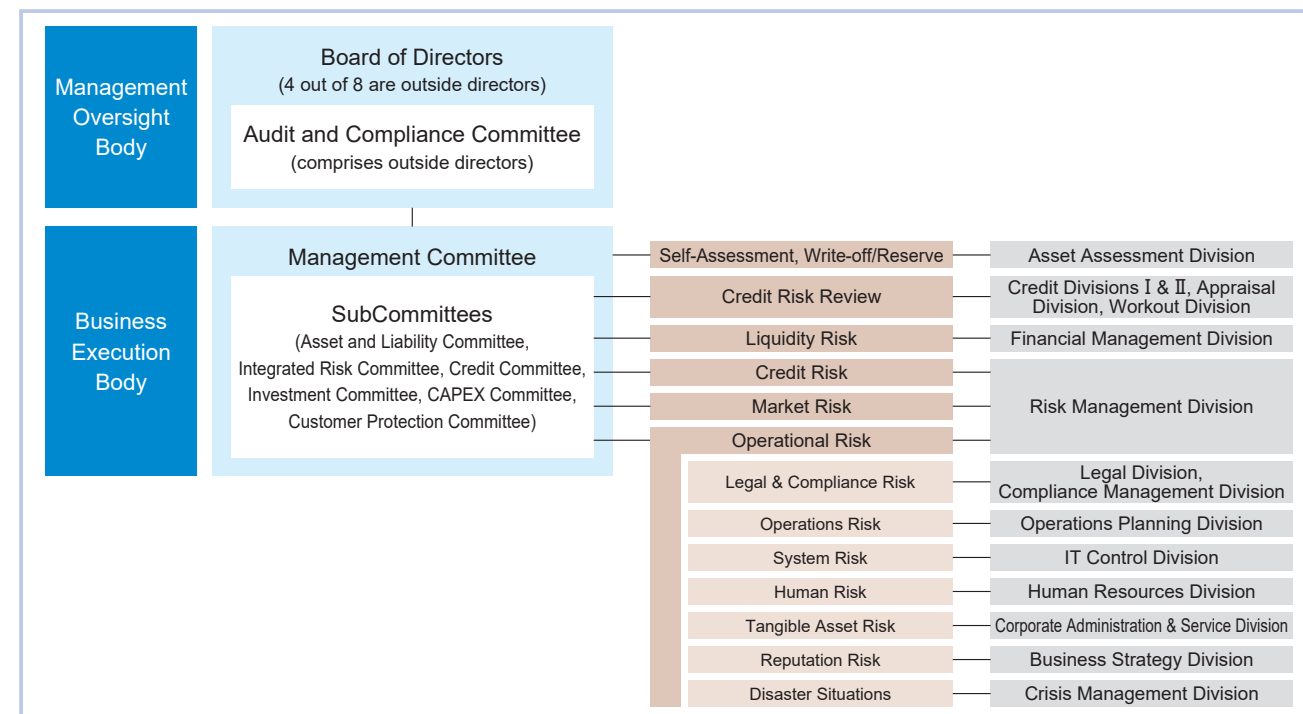 Management
Oversight
Body
Board of Directors
(4 out of 8 are outside directors)
Audit and Compliance Committee
(comprises outside directors)
Business
Execution
Body
Management Committee
SubCommittees
(Asset and Liability Committee,
Integrated Risk Committee, Credit Committee,
Investment Committee, CAPEX Committee,
Customer Protection Committee)
Self-Assessment, Write-off/Reserve
Asset Assessment Division
Credit Risk Review
Credit Divisions Ⅰ & Ⅱ, Appraisal
Division, Workout Division
Liquidity Risk
Financial Management Division
Credit Risk
Market Risk
Operational Risk
Risk Management Division
Legal & Compliance Risk
Legal Division,
Compliance Management Division
Operations Risk
Operations Planning Division
System Risk
IT Control Division
Human Risk
Human Resources Division
Tangible Asset Risk
Corporate Administration & Service Division
Reputation Risk
Business Strategy Division
Disaster Situations
Crisis Management Division